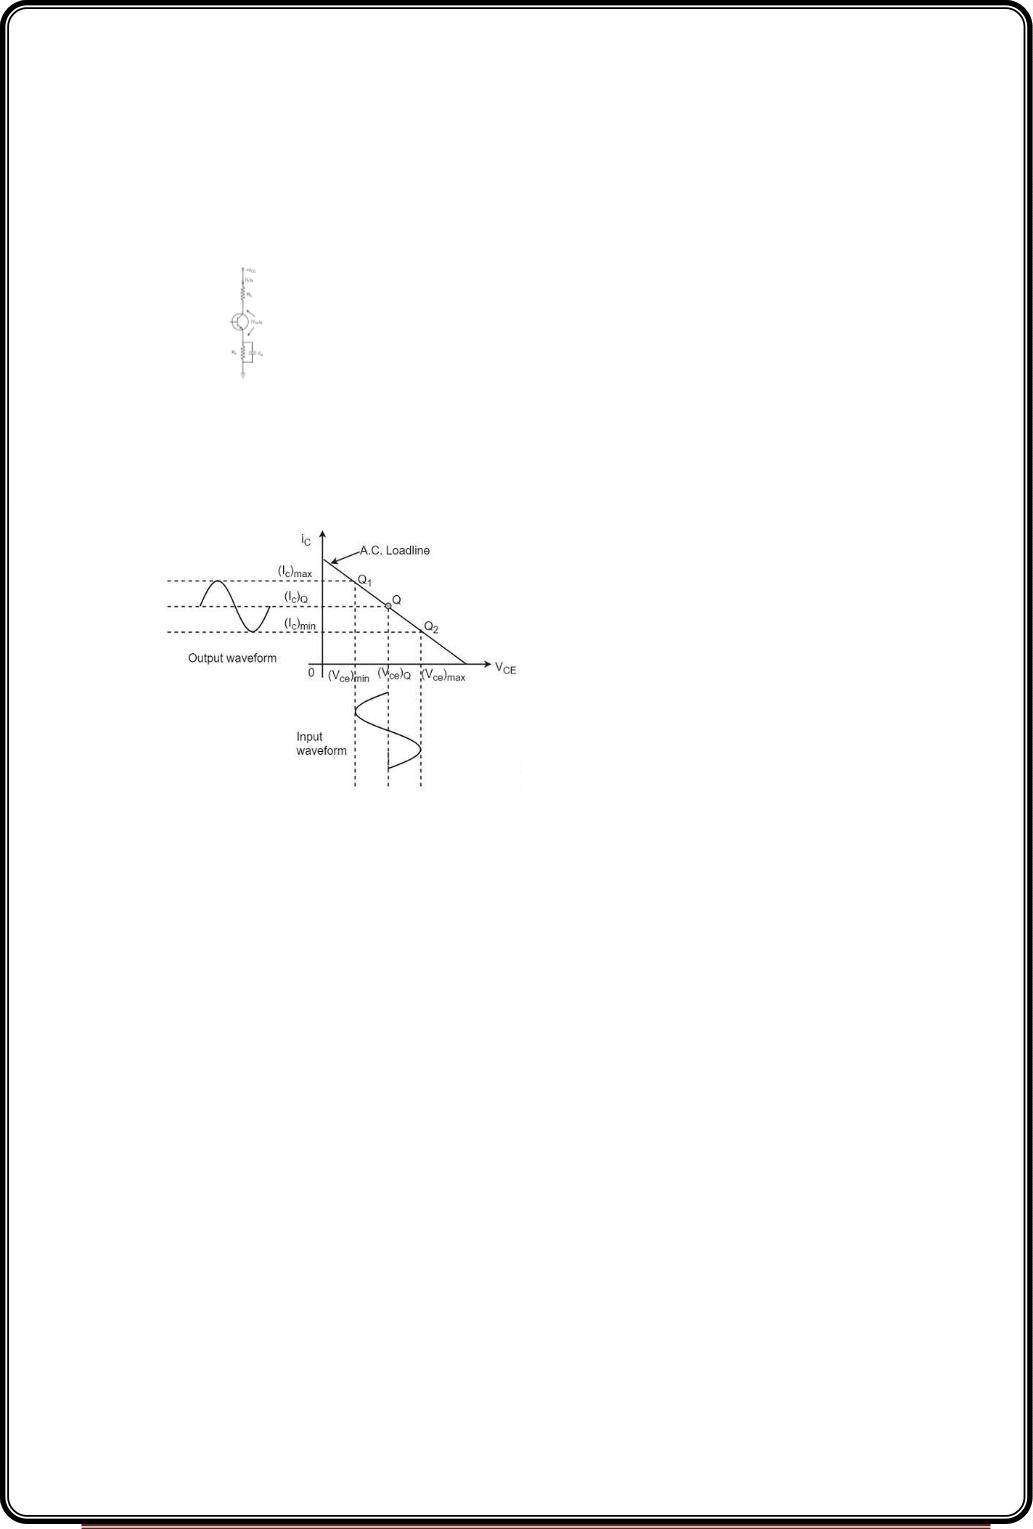 iC
A.C. Loadline
(Ic)max
Q1
(Ic)Q
Q
(Ic)min
Q2
Output waveform
0
(Vce)min
(Vce)Q
(Vce)max
VCE
Input
waveform